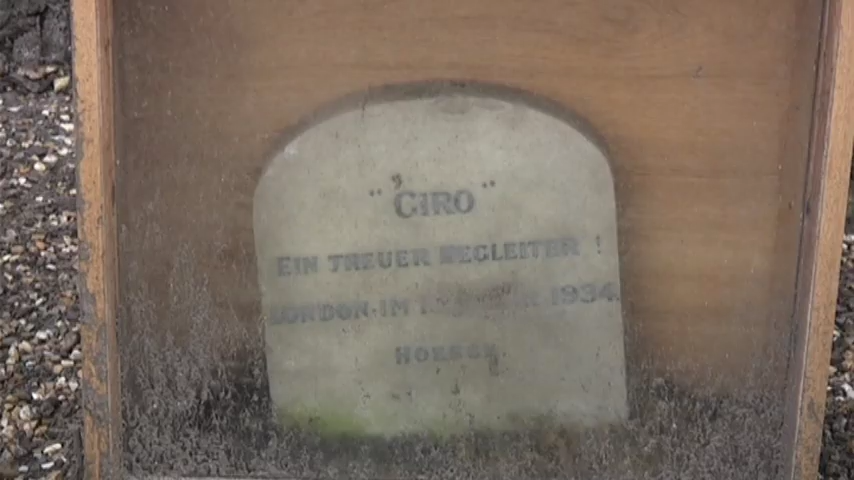 "GIRO"
EIN TREUER BEGLEITER !
LONDON IM 1934.
HOESCH